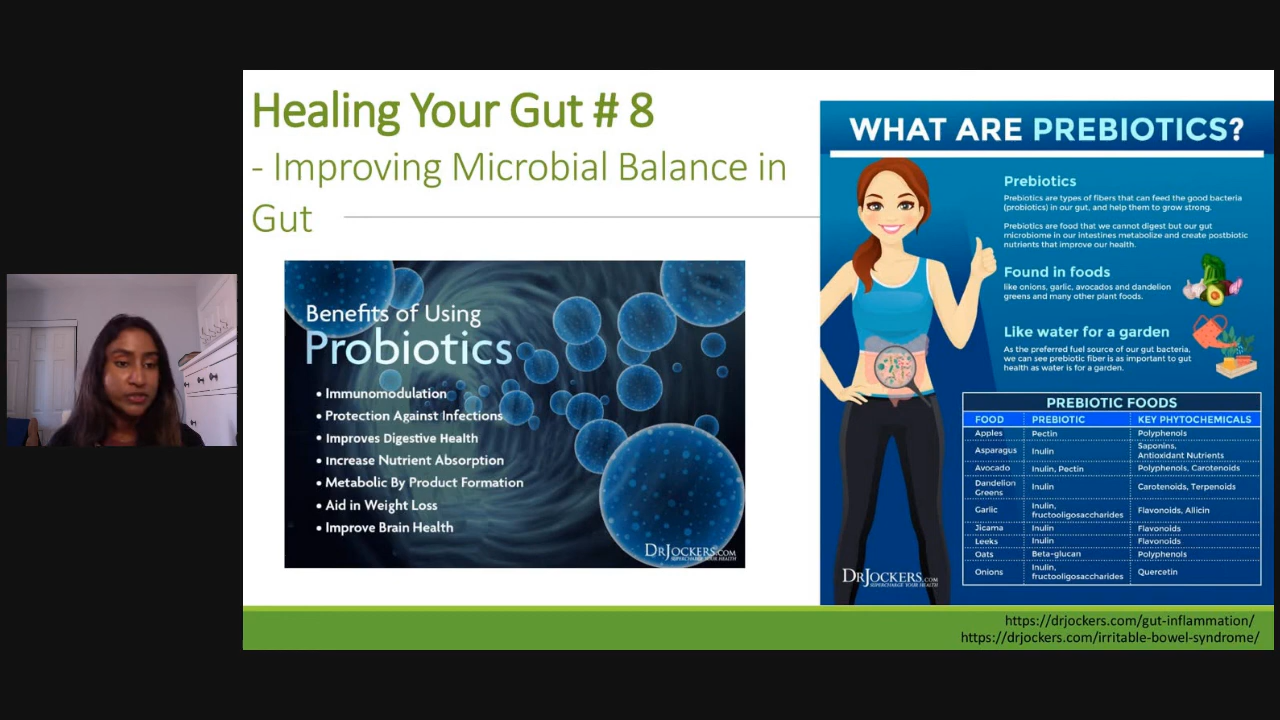 Healing Your Gut # 8
- Improving Microbial Balance in
Gut
Benefits of Using
Probiotics
• Immunomodulation
• Protection Against Infections
• Improves Digestive Health
• Increase Nutrient Absorption
• Metabolic By Product Formation
• Aid in Weight Loss
• Improve Brain Health
DRJOCKERS.COM
SUPERCHARGE YOUR HEALTH
WHAT ARE PREBIOTICS?
Prebiotics
Prebiotics are types of fibers that can feed the good bacteria
(probiotics) in our gut, and help them to grow strong.
Prebiotics are food that we cannot digest but our gut
microbiome in our intestines metabolize and create postbiotic
nutrients that improve our health.
Found in foods
like onions, garlic, avocados and dandelion
greens and many other plant foods.
Like water for a garden
As the preferred fuel source of our gut bacteria,
we can see prebiotic fiber is as important to gut
health as water is for a garden.
PREBIOTIC FOODS
FOOD PREBIOTIC KEY PHYTOCHEMICALS
Apples Pectin Polyphenols
Asparagus Inulin Saponins,
Antioxidant Nutrients
Avocado Inulin, Pectin Polyphenols, Carotenoids
Dandelion
Greens Inulin Carotenoids, Terpenoids
Garlic Inulin,
fructooligosaccharides Flavonoids, Allicin
Jicama Inulin Flavonoids
Leeks Inulin Flavonoids
Oats Beta-glucan Polyphenols
Onions Inulin,
fructooligosaccharides Quercetin
DRJOCKERS.COM
SUPERCHARGE YOUR HEALTH
https://drjockers.com/gut-inflammation/
https://drjockers.com/irritable-bowel-syndrome/